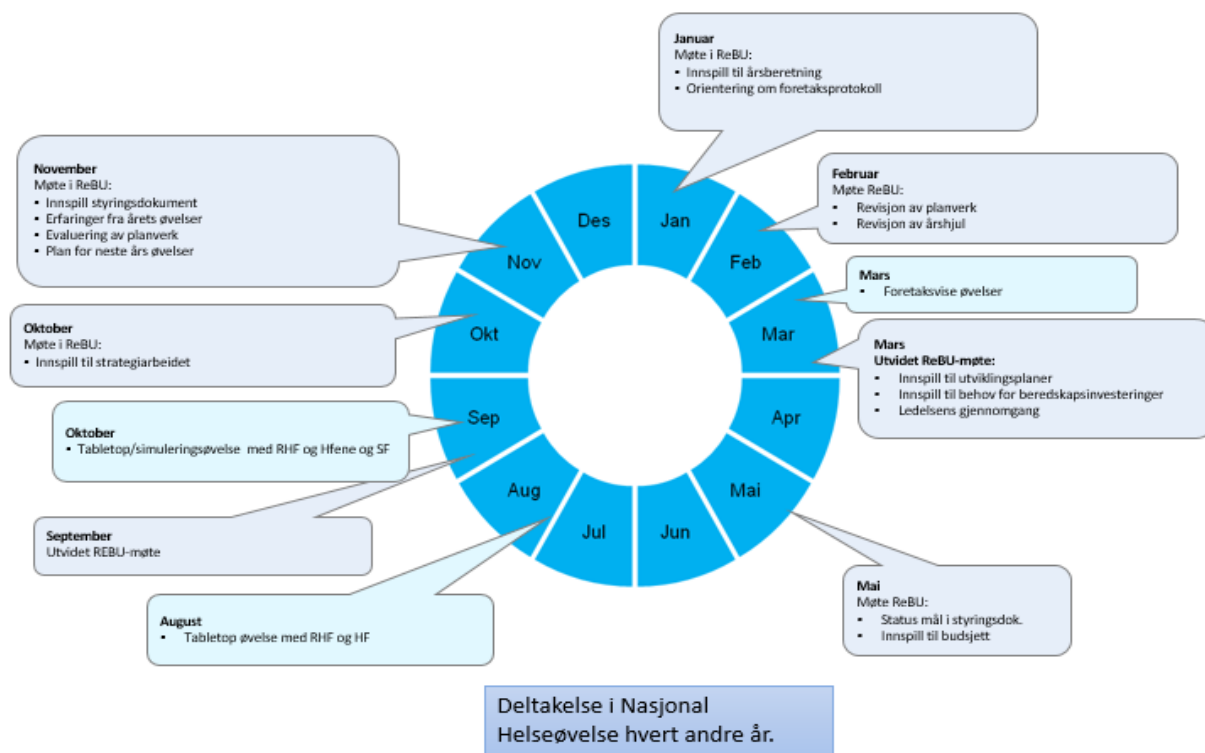 Januar
Møte i ReBU:
▪ Innspill til årsberetning
▪ Orientering om foretaksprotokoll
Februar
Møte ReBU:
▪ Revisjon av planverk
▪ Revisjon av årshjul
Mars
▪ Foretaksvise øvelser
Mars
Utvidet ReBU-møte:
▪ Innspill til utviklingsplaner
▪ Innspill til behov for beredskapsinvesteringer
▪ Ledelsens gjennomgang
Mai
Møte ReBU:
▪ Status mål i styringsdok.
▪ Innspill til budsjett
August
▪ Tabletop øvelse med RHF og HF
September
Utvidet REBU-møte
Oktober
▪ Tabletop/simuleringsøvelse med RHF og Hfene og SF
Oktober
Møte i ReBU:
▪ Innspill til strategiarbeidet
November
Møte i ReBU:
▪ Innspill styringsdokument
▪ Erfaringer fra årets øvelser
▪ Evaluering av planverk
▪ Plan for neste års øvelser
Jan
Feb
Mar
Apr
Mai
Jun
Jul
Aug
Sep
Okt
Nov
Des
Deltakelse i Nasjonal
Helseøvelse hvert andre år.